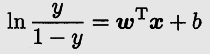 ln y/(1 − y) = wᵀx + b